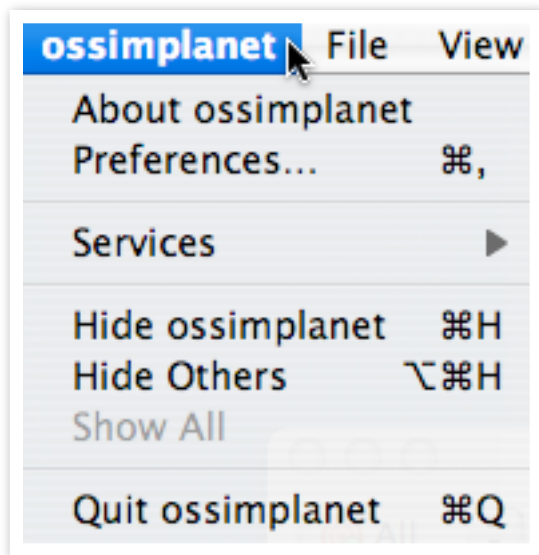 ossimplanet File View
About ossimplanet
Preferences... ⌘,
Services
Hide ossimplanet ⌘H
Hide Others ⌥⌘H
Show All
Quit ossimplanet ⌘Q